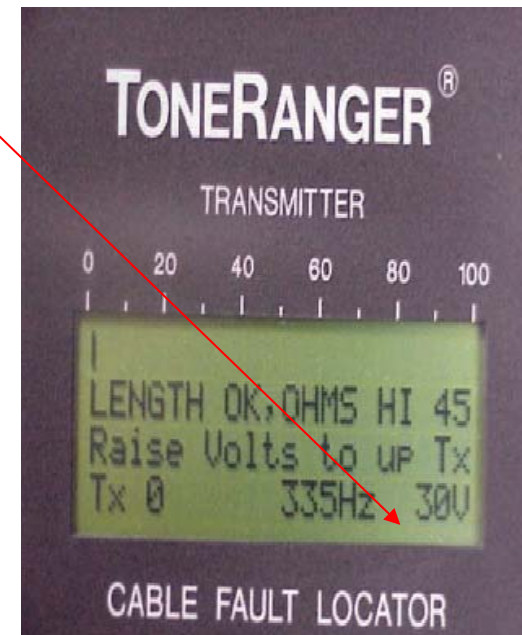 TONERANGER®
TRANSMITTER
0 20 40 60 80 100
LENGTH OK,OHMS HI 45
Raise Volts to up Tx
Tx 0 335Hz 30V
CABLE FAULT LOCATOR